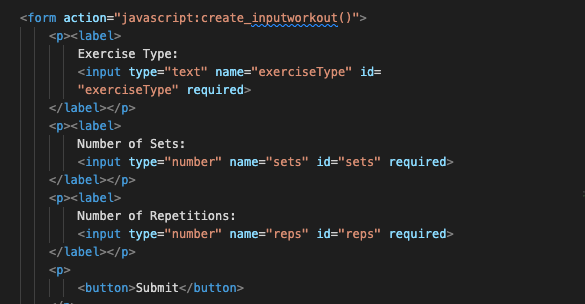 <form action="javascript:create_inputworkout()">
<p><label>
Exercise Type:
<input type="text" name="exerciseType" id=
"exerciseType" required>
</label></p>
<p><label>
Number of Sets:
<input type="number" name="sets" id="sets" required>
</label></p>
<p><label>
Number of Repetitions:
<input type="number" name="reps" id="reps" required>
</label></p>
<p>
<button>Submit</button>